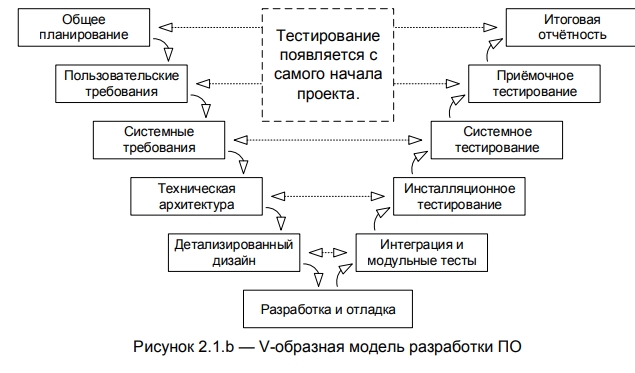 Общее
планирование
Тестирование
появляется с
самого начала
проекта.
Итоговая
отчётность
Пользовательские
требования
Приёмочное
тестирование
Системные
требования
Системное
тестирование
Техническая
архитектура
Инсталляционное
тестирование
Детализированный
дизайн
Интеграция и
модульные тесты
Разработка и отладка
Рисунок 2.1.b — V-образная модель разработки ПО